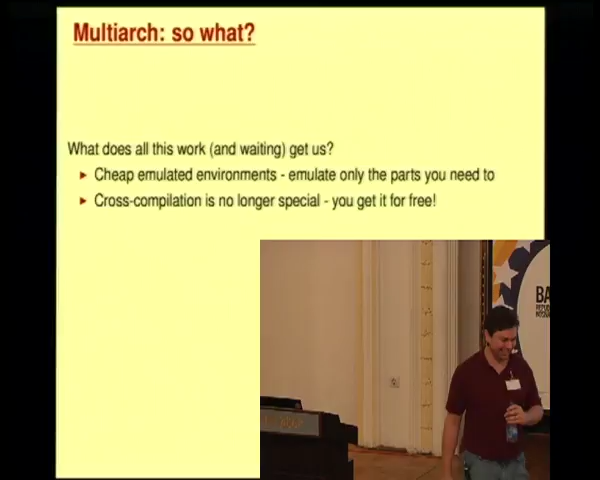 Multiarch: so what?
What does all this work (and waiting) get us?
Cheap emulated environments - emulate only the parts you need to
Cross-compilation is no longer special - you get it for free!
BA